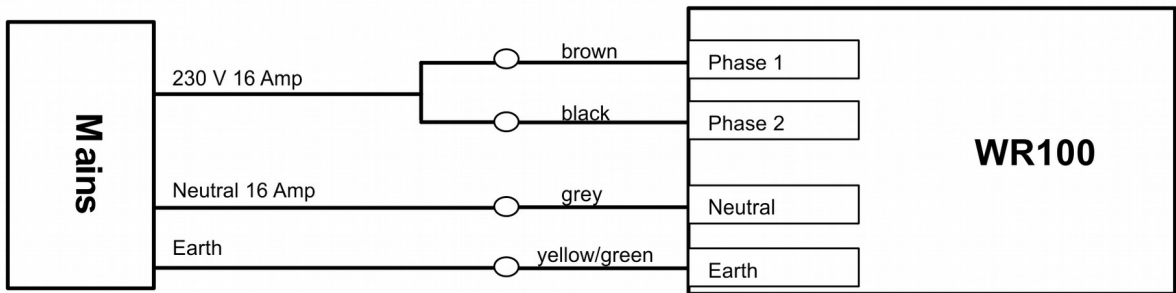 Mains
230 V 16 Amp
Neutral 16 Amp
Earth
brown
black
grey
yellow/green
Phase 1
Phase 2
Neutral
Earth
WR100